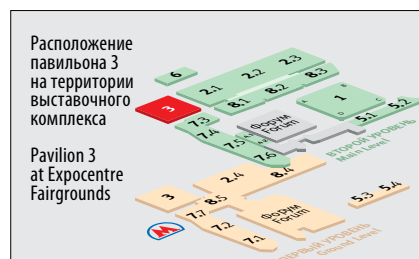 Расположение
павильона 3
на территории
выставочного
комплекса
Pavilion 3
at Expocentre
Fairgrounds
6
2.1 2.2 2.3
3
8.1 8.2 8.3
7.3
7.4
7.5
7.6
Форум
Forum
A B
1
D C
5.1 5.2
ВТОРОЙ УРОВЕНЬ
Main Level
3
2.4 8.4
8.5
7.7
7.2
7.1
Форум
Forum
5.3 5.4
ПЕРВЫЙ УРОВЕНЬ
Ground Level
М